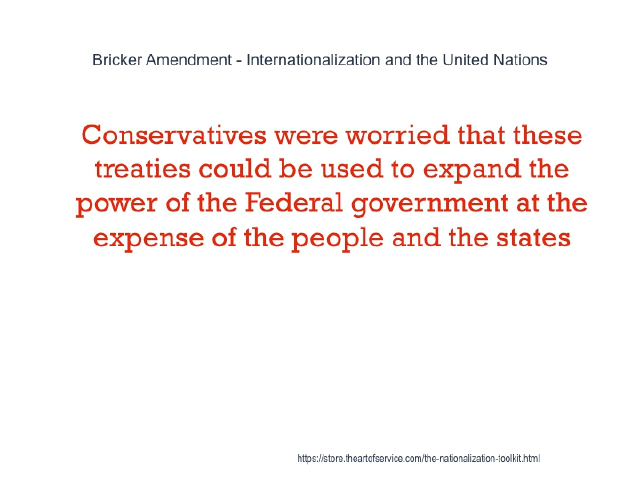 Bricker Amendment - Internationalization and the United Nations
Conservatives were worried that these
treaties could be used to expand the
power of the Federal government at the
expense of the people and the states
https://store.theartofservice.com/the-nationalization-toolkit.html